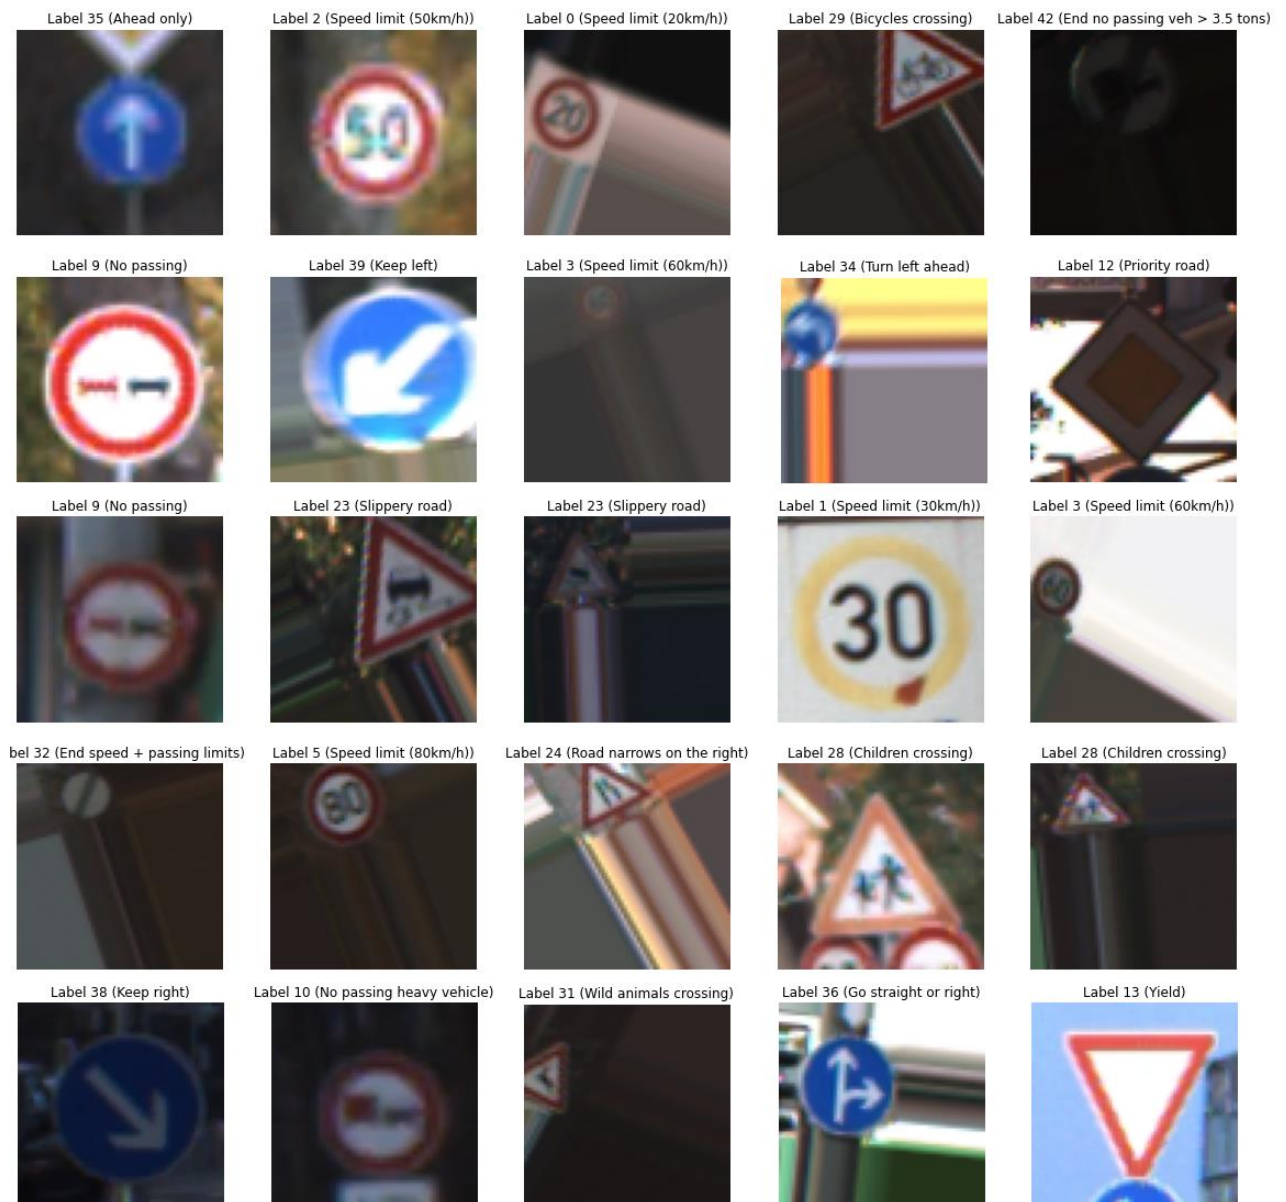 Label 35 (Ahead only)
Label 2 (Speed limit (50km/h))
Label 0 (Speed limit (20km/h))
Label 29 (Bicycles crossing)
Label 42 (End no passing veh > 3.5 tons)
50
20
Label 9 (No passing)
Label 39 (Keep left)
Label 3 (Speed limit (60km/h))
Label 34 (Turn left ahead)
Label 12 (Priority road)
Label 9 (No passing)
Label 23 (Slippery road)
Label 23 (Slippery road)
Label 1 (Speed limit (30km/h))
Label 3 (Speed limit (60km/h))
30
60
bel 32 (End speed + passing limits)
Label 5 (Speed limit (80km/h))
Label 24 (Road narrows on the right)
Label 28 (Children crossing)
Label 28 (Children crossing)
80
Label 38 (Keep right)
Label 10 (No passing heavy vehicle)
Label 31 (Wild animals crossing)
Label 36 (Go straight or right)
Label 13 (Yield)